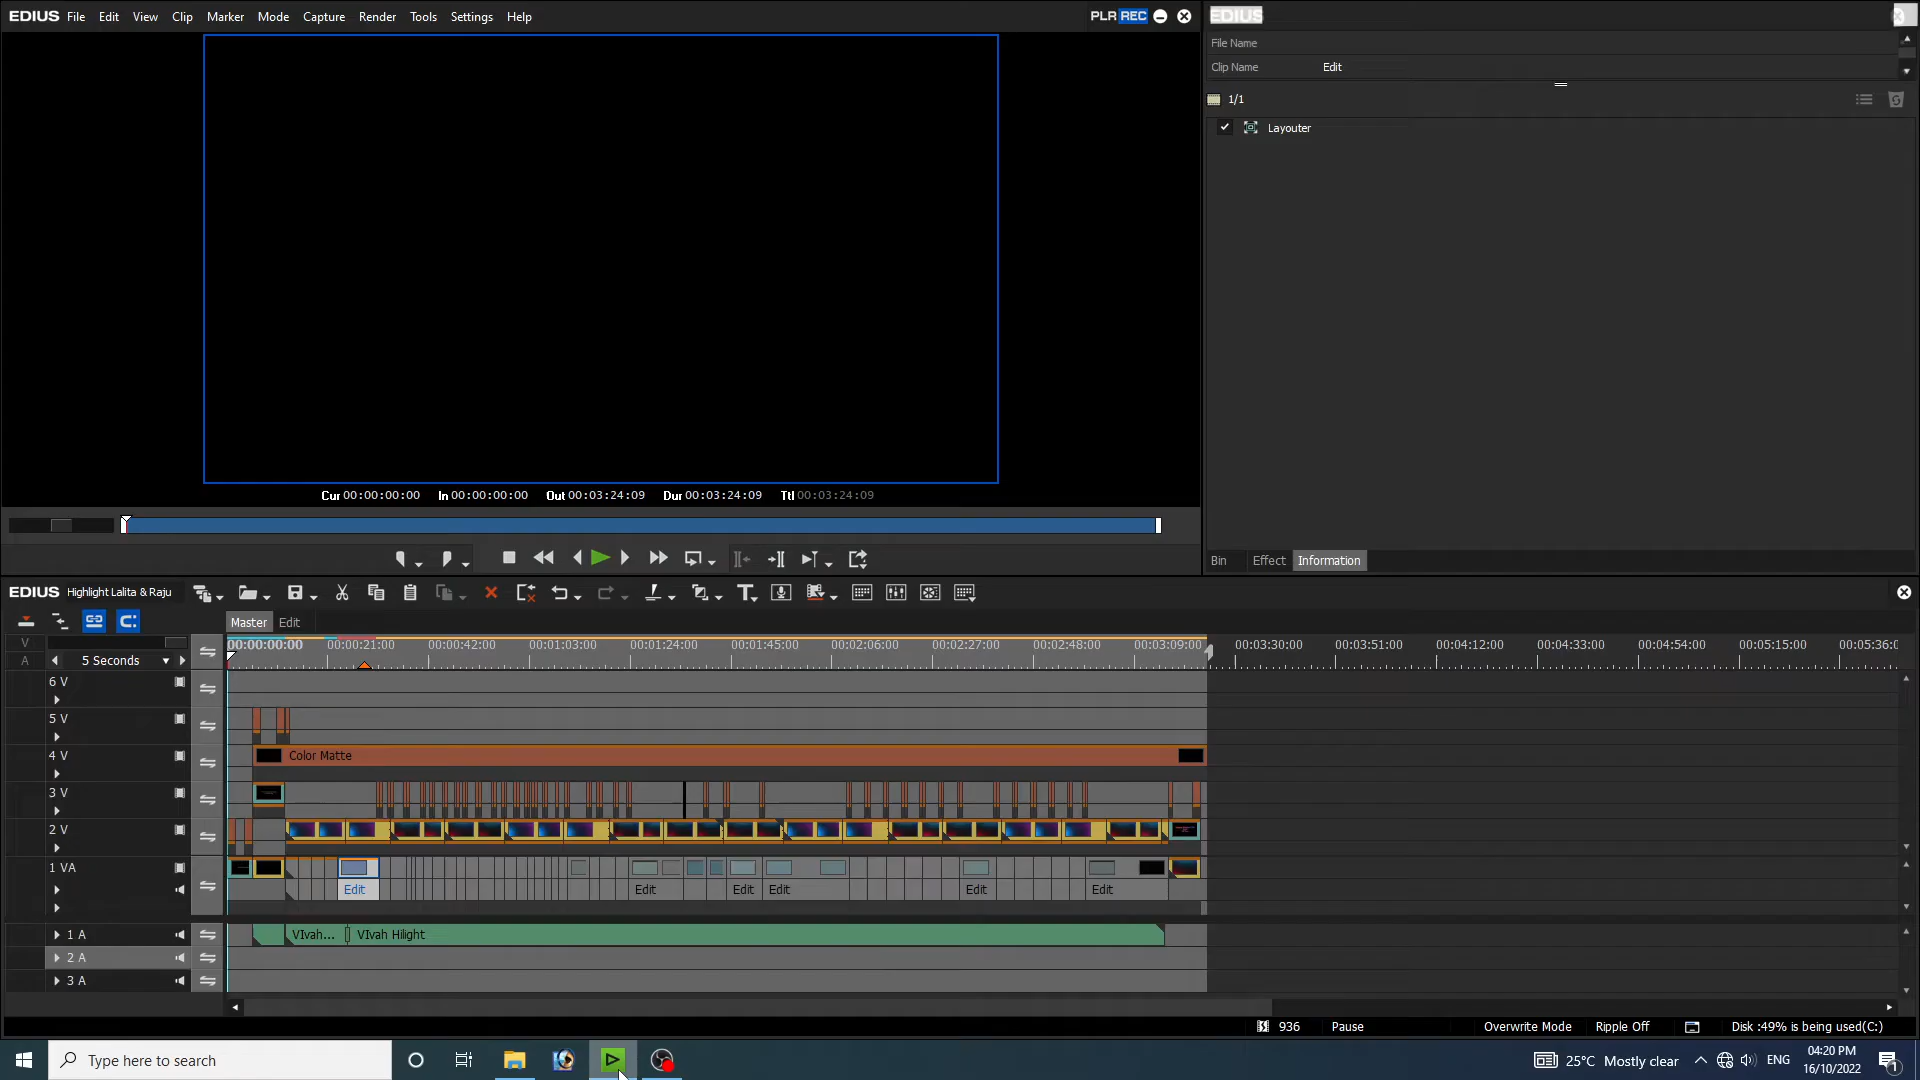 EDIUS File Edit View Clip Marker Mode Capture Render Tools Settings Help PLR REC
EDIUS
File Name
Clip Name Edit
1/1
Layouter
Cur 00:00:00:00 In 00:00:00:00 Out 00:03:24:09 Dur 00:03:24:09 Ttl 00:03:24:09
Bin Effect Information
EDIUS Highlight Lalita & Raju
Master Edit
V
A
5 Seconds
00:00:00:00 00:00:21:00 00:00:42:00 00:01:03:00 00:01:24:00 00:01:45:00 00:02:06:00 00:02:27:00 00:02:48:00 00:03:09:00 00:03:30:00 00:03:51:00 00:04:12:00 00:04:33:00 00:04:54:00 00:05:15:00 00:05:36:0
6 V
5 V
4 V Color Matte
3 V
2 V
1 VA
Edit Edit Edit Edit Edit Edit
1 A VIvah... VIvah Hilight
2 A
3 A
936 Pause Overwrite Mode Ripple Off Disk :49% is being used(C:)
Type here to search
25°C Mostly clear ENG
04:20 PM
16/10/2022
1